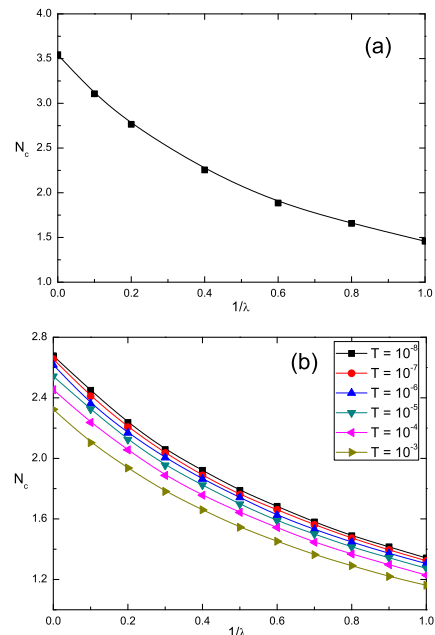 (a)
4.0
3.5
3.0
2.5
2.0
1.5
1.0
N_c
0.0 0.2 0.4 0.6 0.8 1.0
1/λ
(b)
T = 10^-8
T = 10^-7
T = 10^-6
T = 10^-5
T = 10^-4
T = 10^-3
2.8
2.4
2.0
1.6
1.2
N_c
0.0 0.2 0.4 0.6 0.8 1.0
1/λ